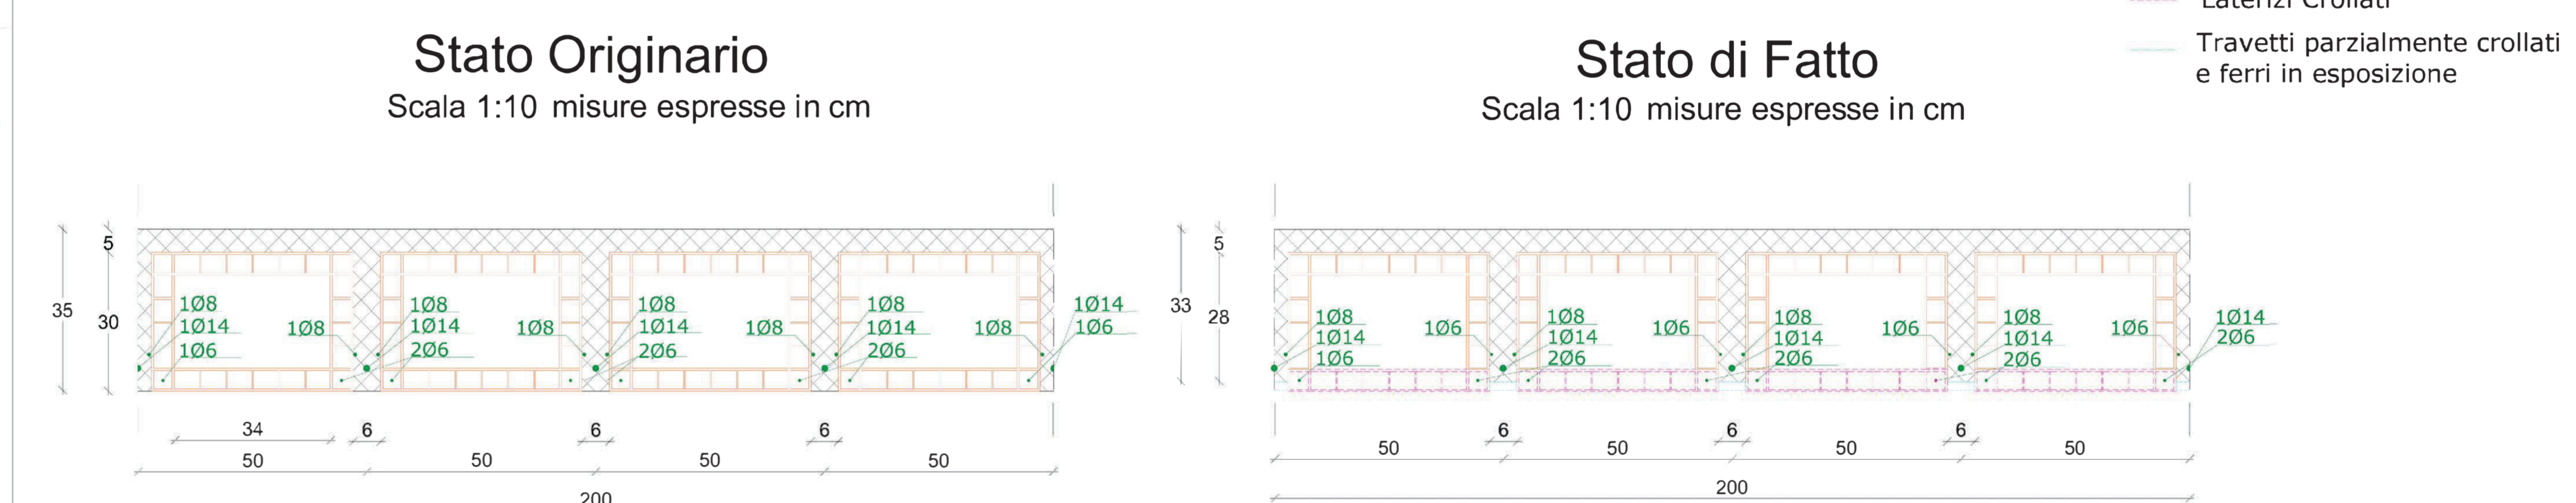 Stato Originario
Scala 1:10 misure espresse in cm
Stato di Fatto
Scala 1:10 misure espresse in cm
Laterizi Crollati
Travetti parzialmente crollati
e ferri in esposizione
35
5
30
1Ø8
1Ø14
1Ø6
1Ø8
1Ø8
1Ø14
2Ø6
1Ø8
1Ø8
1Ø14
2Ø6
1Ø8
1Ø8
1Ø14
2Ø6
1Ø8
1Ø14
1Ø6
34
6
6
6
50
50
50
50
200
33
5
28
1Ø8
1Ø14
1Ø6
1Ø6
1Ø8
1Ø14
2Ø6
1Ø6
1Ø8
1Ø14
2Ø6
1Ø6
1Ø8
1Ø14
2Ø6
1Ø6
1Ø14
2Ø6
6
6
6
50
50
50
50
200